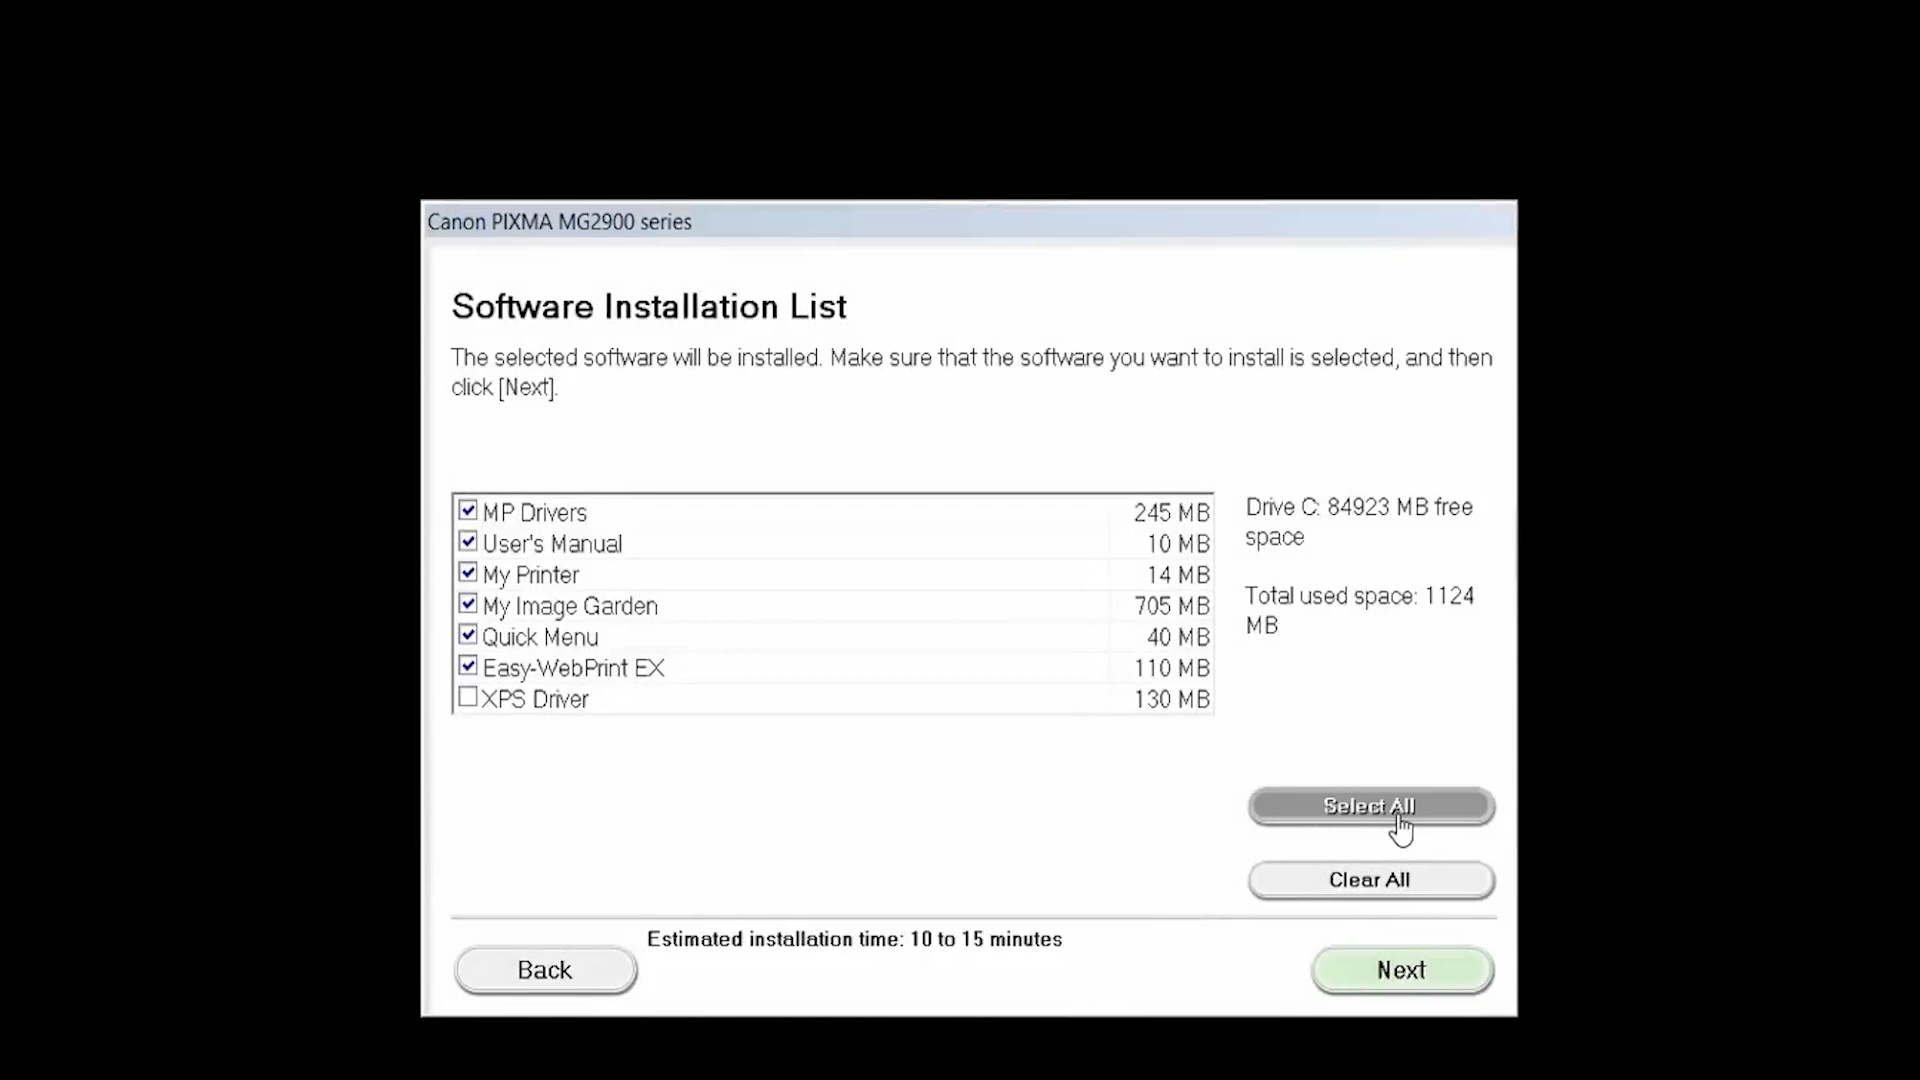 Canon PIXMA MG2900 series
Software Installation List
The selected software will be installed. Make sure that the software you want to install is selected, and then
click [Next].
MP Drivers 245 MB
User's Manual 10 MB
My Printer 14 MB
My Image Garden 705 MB
Quick Menu 40 MB
Easy-WebPrint EX 110 MB
XPS Driver 130 MB
Drive C: 84923 MB free
space
Total used space: 1124
MB
Select All
Clear All
Estimated installation time: 10 to 15 minutes
Back
Next